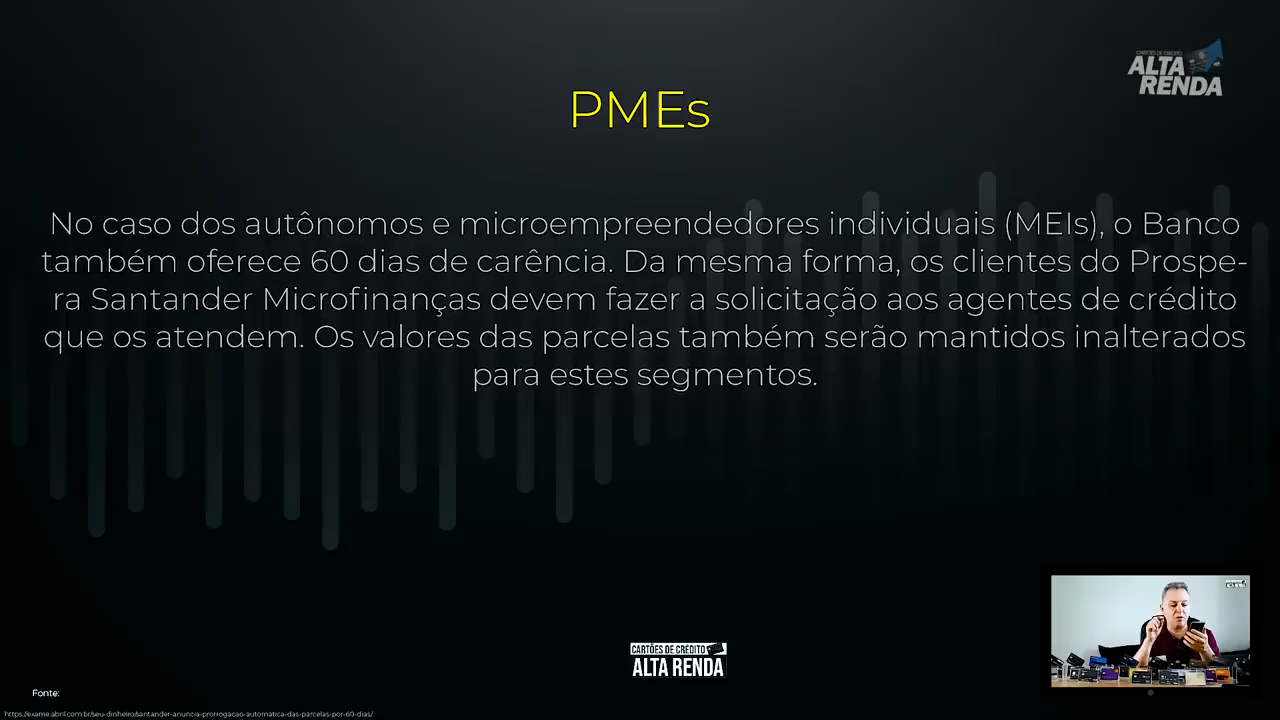 CARTÕES DE CRÉDITO
ALTA
RENDA
PMEs
No caso dos autônomos e microempreendedores individuais (MEIs), o Banco
também oferece 60 dias de carência. Da mesma forma, os clientes do Prospe-
ra Santander Microfinanças devem fazer a solicitação aos agentes de crédito
que os atendem. Os valores das parcelas também serão mantidos inalterados
para estes segmentos.
CARTÕES DE CRÉDITO
ALTA RENDA
Fonte:
https://exame.abril.com.br/seu-dinheiro/santander-anuncia-prorrogacao-automatica-das-parcelas-por-60-dias/